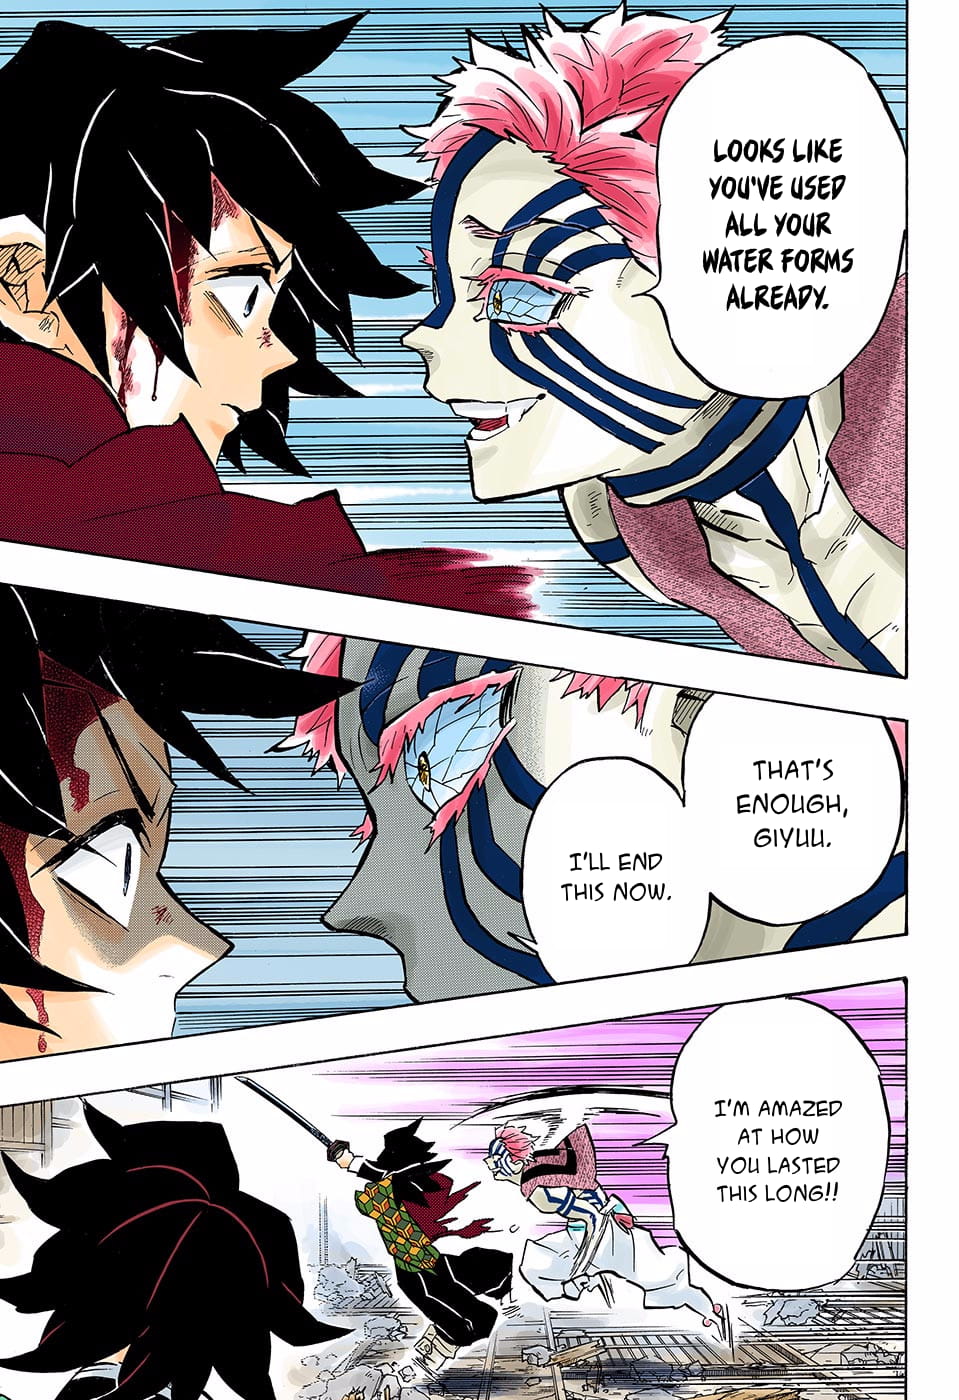 LOOKS LIKE
YOU'VE USED
ALL YOUR
WATER FORMS
ALREADY.
THAT'S
ENOUGH,
GIYUU.
I'LL END
THIS NOW.
I'M AMAZED
AT HOW
YOU LASTED
THIS LONG!!